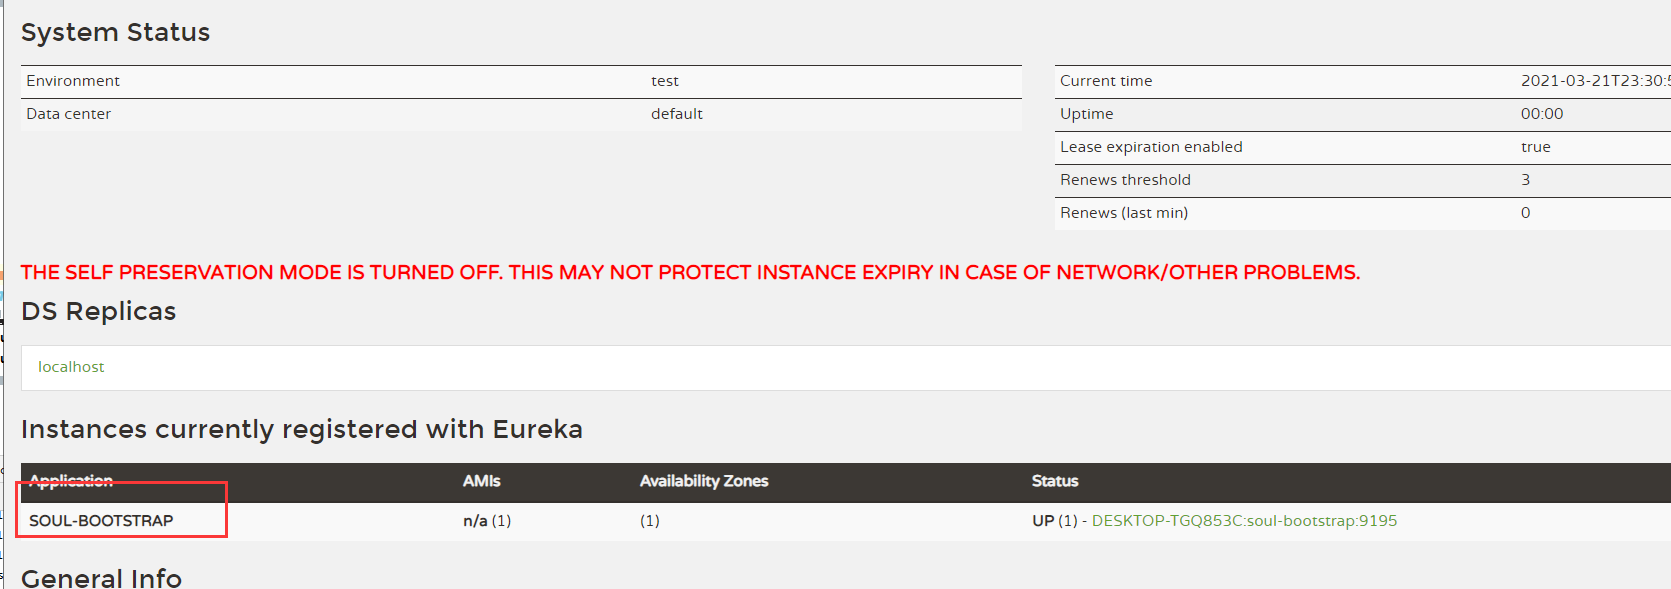 System Status
Environment test
Data center default
Current time 2021-03-21T23:30:5
Uptime 00:00
Lease expiration enabled true
Renews threshold 3
Renews (last min) 0
THE SELF PRESERVATION MODE IS TURNED OFF. THIS MAY NOT PROTECT INSTANCE EXPIRY IN CASE OF NETWORK/OTHER PROBLEMS.
DS Replicas
localhost
Instances currently registered with Eureka
Application AMIs Availability Zones Status
SOUL-BOOTSTRAP n/a (1) (1) UP (1) - DESKTOP-TGQ853C:soul-bootstrap:9195
General Info